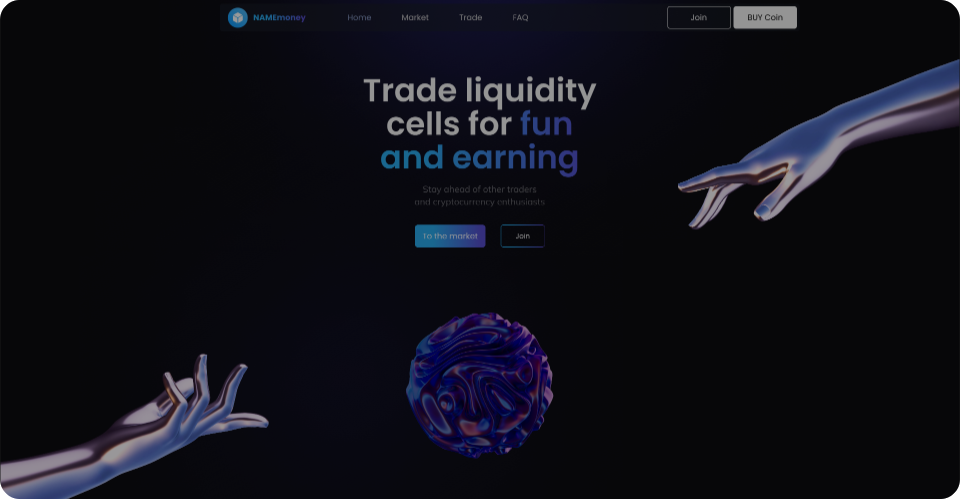 NAMEmoney
Home Market Trade FAQ
Join
BUY Coin
Trade liquidity
cells for fun
and earning
Stay ahead of other traders
and cryptocurrency enthusiasts
To the market
Join